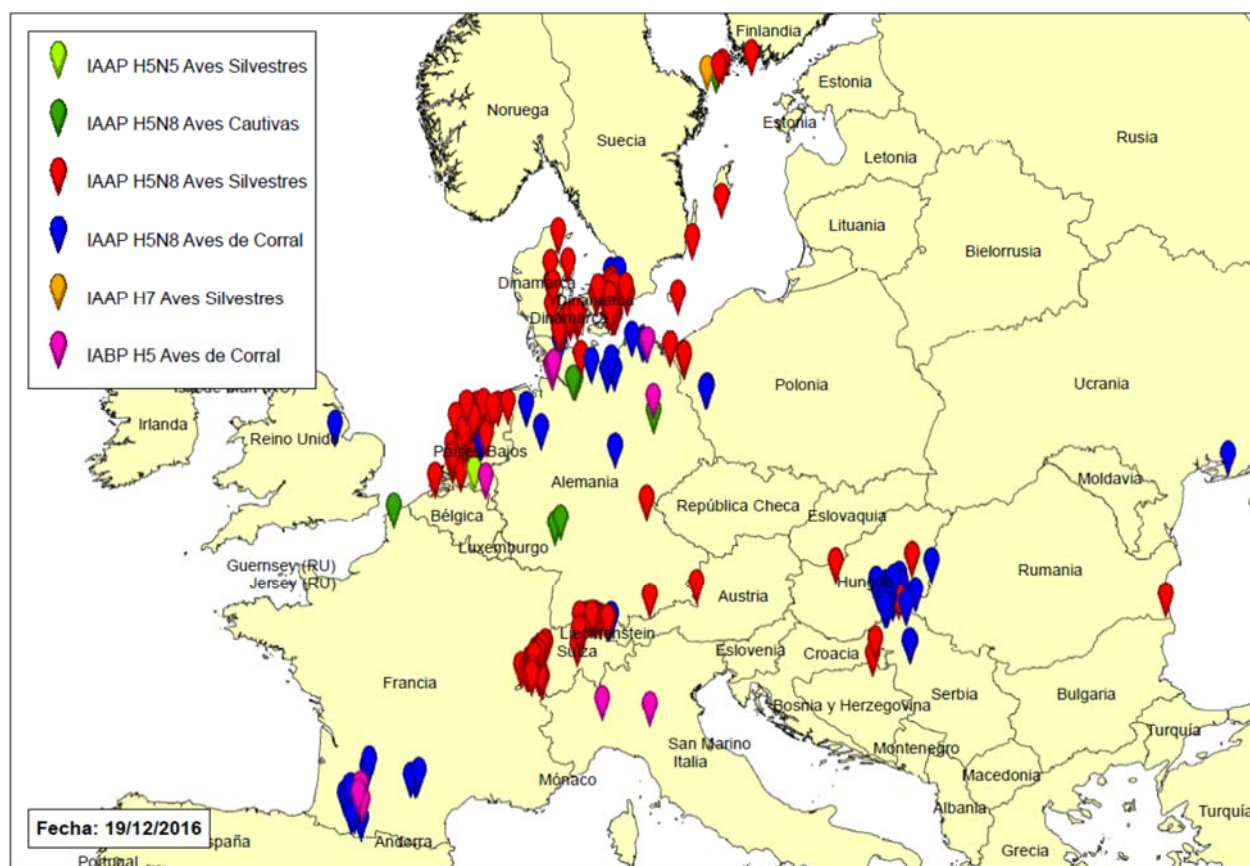 IAAP H5N5 Aves Silvestres
IAAP H5N8 Aves Cautivas
IAAP H5N8 Aves Silvestres
IAAP H5N8 Aves de Corral
IAAP H7 Aves Silvestres
IABP H5 Aves de Corral
Finlandia
Noruega
Suecia
Estonia
Estonia
Rusia
Letonia
Lituania
Bielorrusia
Dinamarca
Dinamarca
Dinamarca
Irlanda
Reino Unido
Países Bajos
Polonia
Ucrania
Alemania
Bélgica
Luxemburgo
República Checa
Eslovaquia
Moldavia
Guernsey (RU)
Jersey (RU)
Austria
Hungría
Rumania
Liechtenstein
Suiza
Eslovenia
Croacia
Francia
Bosnia y Herzegovina
Serbia
Bulgaria
San Marino
Italia
Montenegro
Turquía
Mónaco
Macedonia
Albania
Turquía
Fecha: 19/12/2016
España
Andorra
Grecia
Portugal